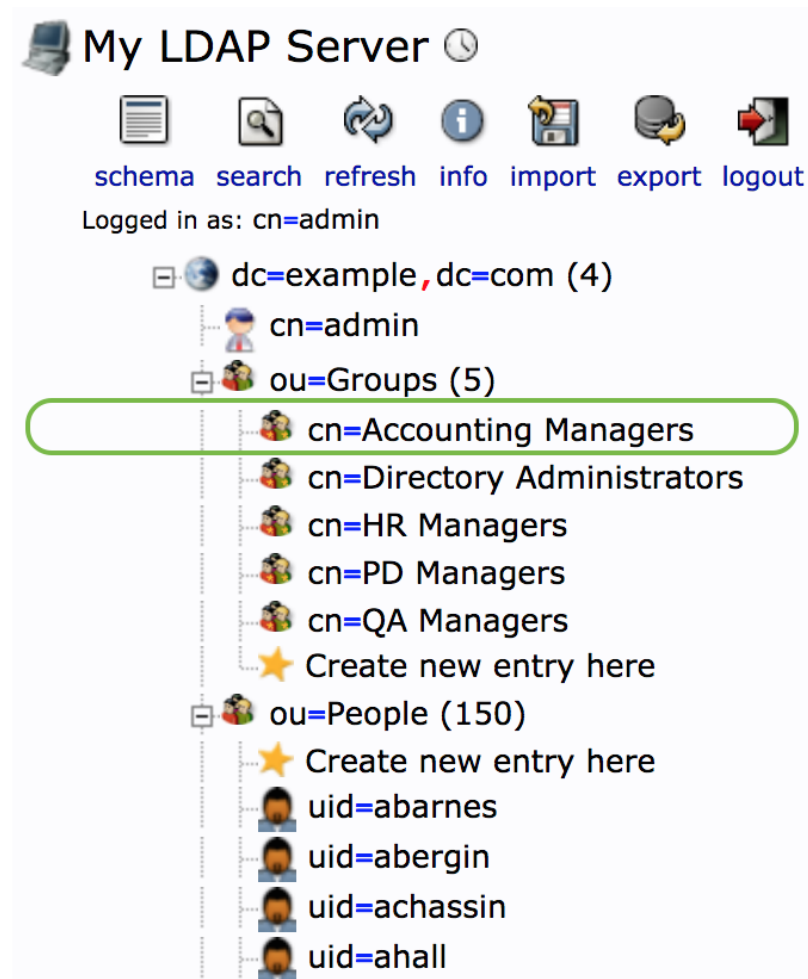 My LDAP Server
schema search refresh info import export logout
Logged in as: cn=admin
dc=example,dc=com (4)
cn=admin
ou=Groups (5)
cn=Accounting Managers
cn=Directory Administrators
cn=HR Managers
cn=PD Managers
cn=QA Managers
Create new entry here
ou=People (150)
Create new entry here
uid=abarnes
uid=abergin
uid=achassin
uid=ahall